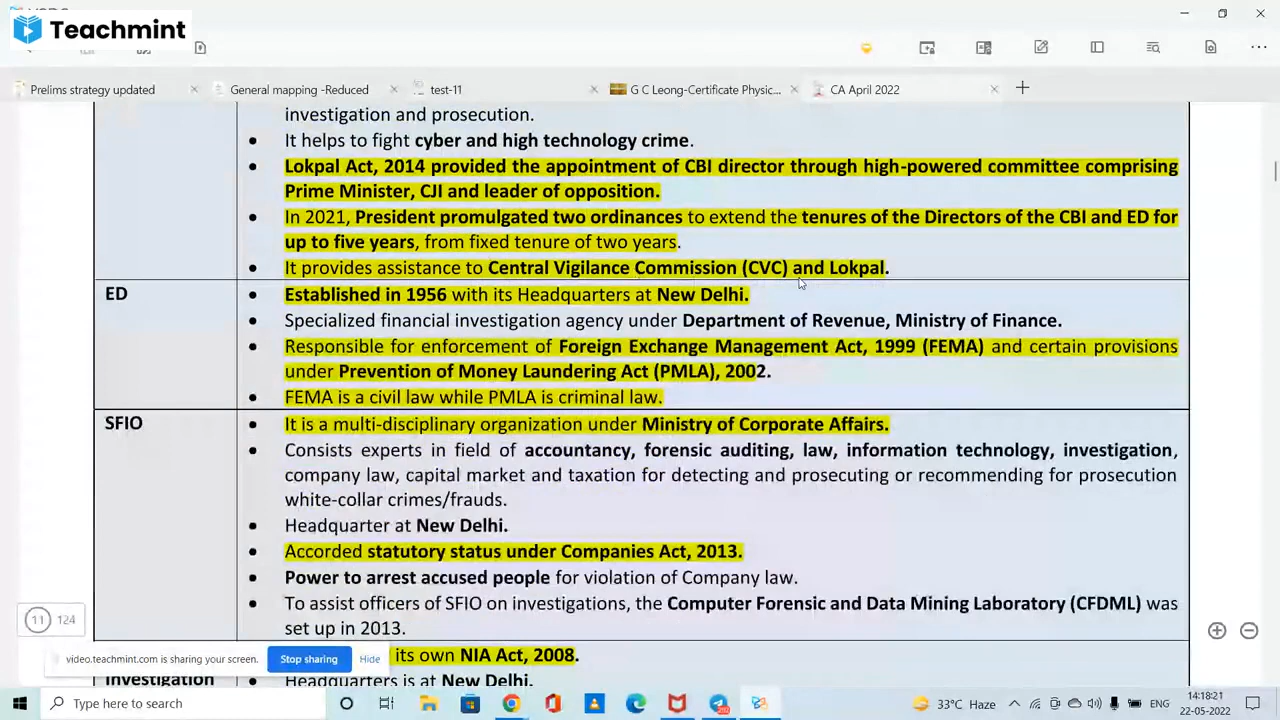 Teachmint
Prelims strategy updated
General mapping -Reduced
test-11
G C Leong-Certificate Physic...
CA April 2022
investigation and prosecution.
• It helps to fight cyber and high technology crime.
• Lokpal Act, 2014 provided the appointment of CBI director through high-powered committee comprising
Prime Minister, CJI and leader of opposition.
• In 2021, President promulgated two ordinances to extend the tenures of the Directors of the CBI and ED for
up to five years, from fixed tenure of two years.
• It provides assistance to Central Vigilance Commission (CVC) and Lokpal.
ED
• Established in 1956 with its Headquarters at New Delhi.
• Specialized financial investigation agency under Department of Revenue, Ministry of Finance.
• Responsible for enforcement of Foreign Exchange Management Act, 1999 (FEMA) and certain provisions
under Prevention of Money Laundering Act (PMLA), 2002.
• FEMA is a civil law while PMLA is criminal law.
SFIO
• It is a multi-disciplinary organization under Ministry of Corporate Affairs.
• Consists experts in field of accountancy, forensic auditing, law, information technology, investigation,
company law, capital market and taxation for detecting and prosecuting or recommending for prosecution
white-collar crimes/frauds.
• Headquarter at New Delhi.
• Accorded statutory status under Companies Act, 2013.
• Power to arrest accused people for violation of Company law.
• To assist officers of SFIO on investigations, the Computer Forensic and Data Mining Laboratory (CFDML) was
set up in 2013.
11 124
video.teachmint.com is sharing your screen. Stop sharing Hide
its own NIA Act, 2008.
Investigation
Headquarters is at New Delhi.
Type here to search
33°C Haze
ENG
14:18:21
22-05-2022